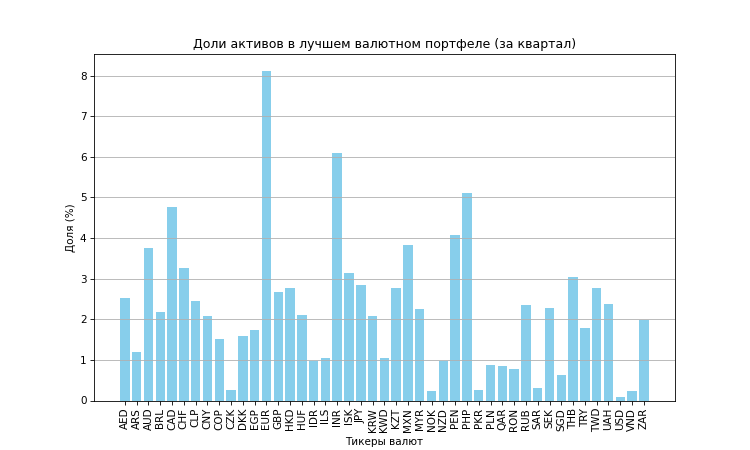 Доли активов в лучшем валютном портфеле (за квартал)
Доля (%)
8
7
6
5
4
3
2
1
0
AED
ARS
AUD
BRL
CAD
CHF
CLP
CNY
COP
CZK
DKK
EGP
EUR
GBP
HKD
HUF
IDR
ILS
INR
ISK
JPY
KRW
KWD
KZT
MXN
MYR
NOK
NZD
PEN
PHP
PKR
PLN
QAR
RON
RUB
SAR
SEK
SGD
THB
TRY
TWD
UAH
USD
VND
ZAR
Тикеры валют